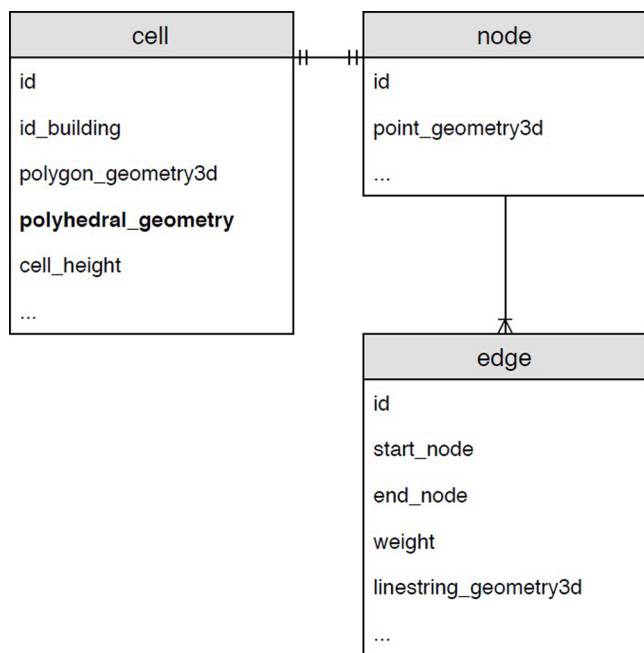 cell
id
id_building
polygon_geometry3d
polyhedral_geometry
cell_height
...
node
id
point_geometry3d
...
edge
id
start_node
end_node
weight
linestring_geometry3d
...